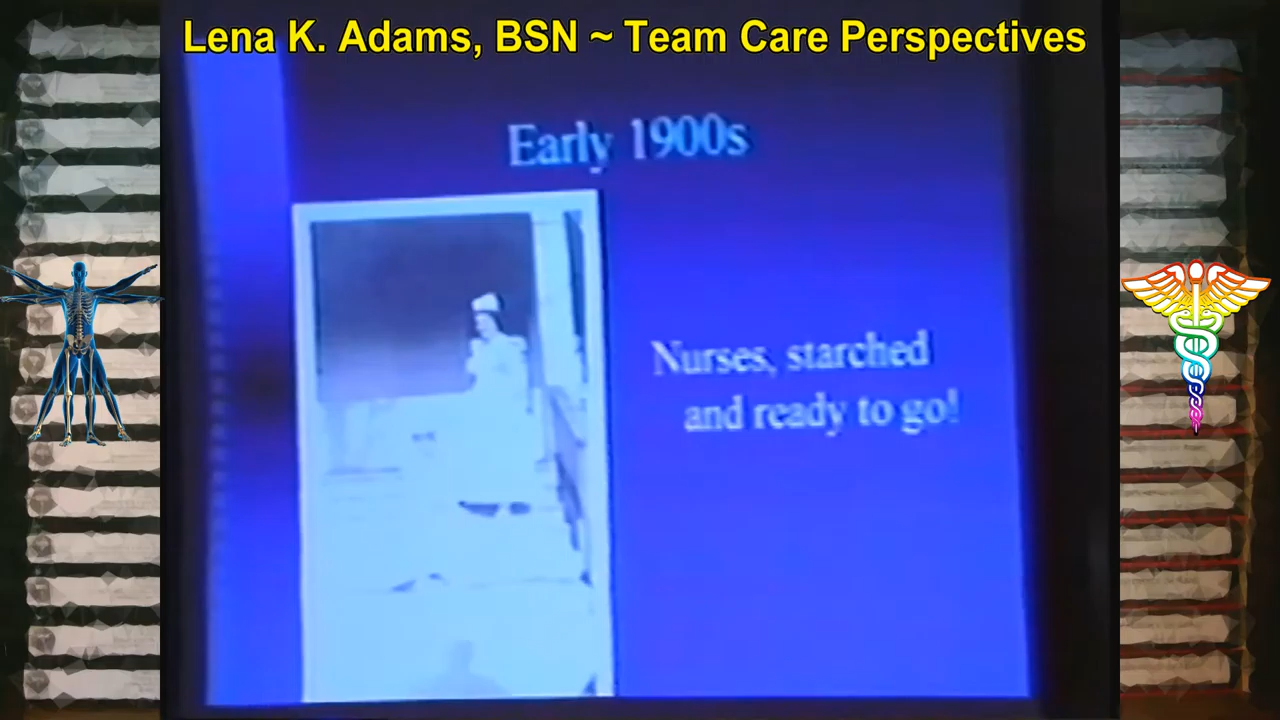 Lena K. Adams, BSN ~ Team Care Perspectives
Early 1900s
Nurses, starched
and ready to go!